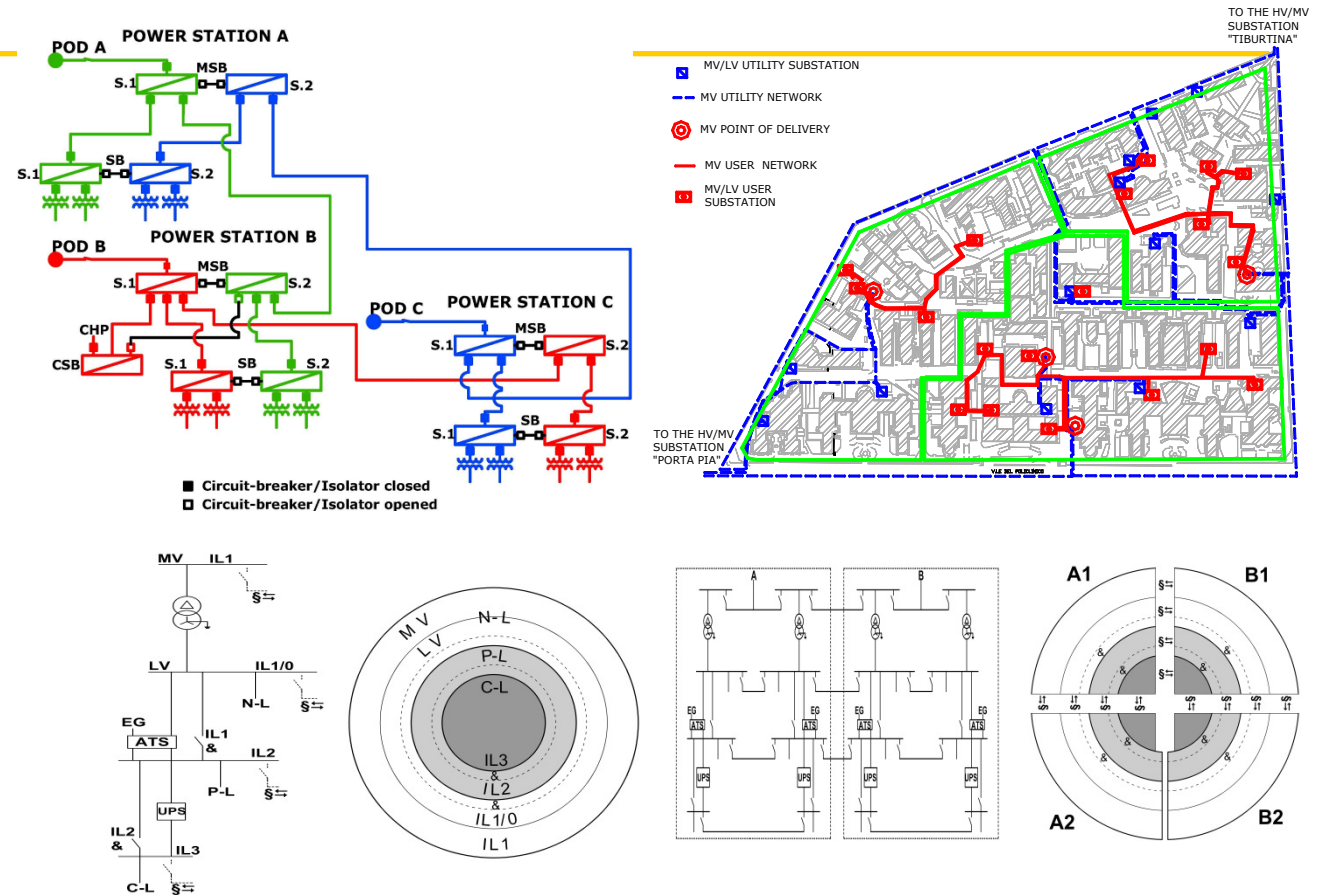 POWER STATION A
POD A
MSB
S.1
S.2
SB
S.1
S.2
POWER STATION B
POD B
MSB
S.1
S.2
CHP
CSB
SB
S.1
S.2
POWER STATION C
POD C
MSB
S.1
S.2
SB
S.1
S.2
Circuit-breaker/Isolator closed
Circuit-breaker/Isolator opened
TO THE HV/MV
SUBSTATION
"TIBURTINA"
MV/LV UTILITY SUBSTATION
MV UTILITY NETWORK
MV POINT OF DELIVERY
MV USER NETWORK
MV/LV USER
SUBSTATION
TO THE HV/MV
SUBSTATION
"PORTA PIA"
V.LE DEL POLICLINICO
MV IL1
§
LV IL1/0
N-L
§
EG
ATS
IL1
&
IL2
P-L
§
UPS
IL2
&
IL3
C-L
§
MV
N-L
LV
P-L
C-L
IL3
&
IL2
&
IL1/0
IL1
A B
EG
ATS
ATS
EG
ATS
EG
ATS
UPS
UPS
UPS
UPS
A1 B1
§
§
§
§
& &
& &
§ § § § § § § §
& &
& &
A2 B2